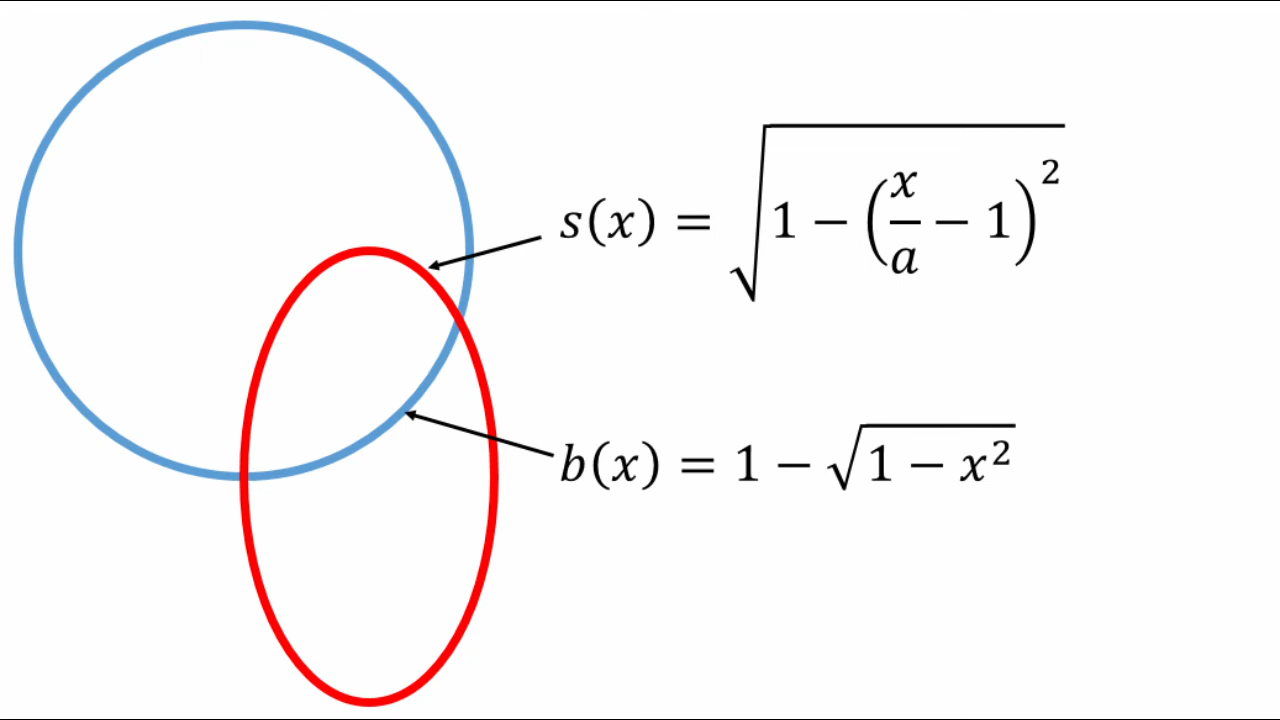 s(x) = √(1 − (x/a − 1)²)
b(x) = 1 − √(1 − x²)